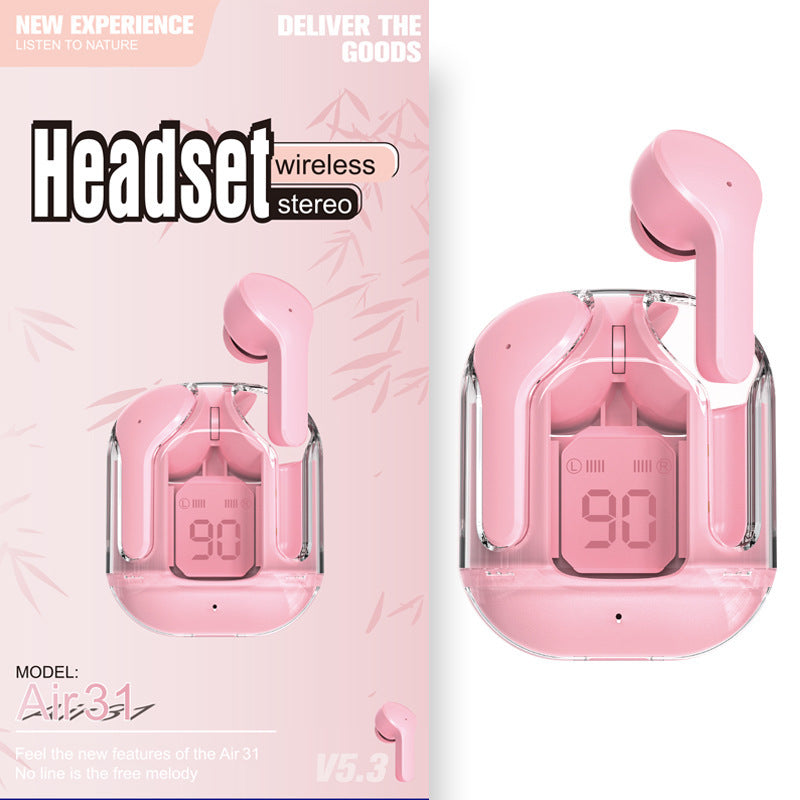 NEW EXPERIENCE
LISTEN TO NATURE
DELIVER THE
GOODS
Headset
wireless
stereo
L R
90
MODEL:
Air31
Feel the new features of the Air 31
No line is the free melody
V5.3
L R
90